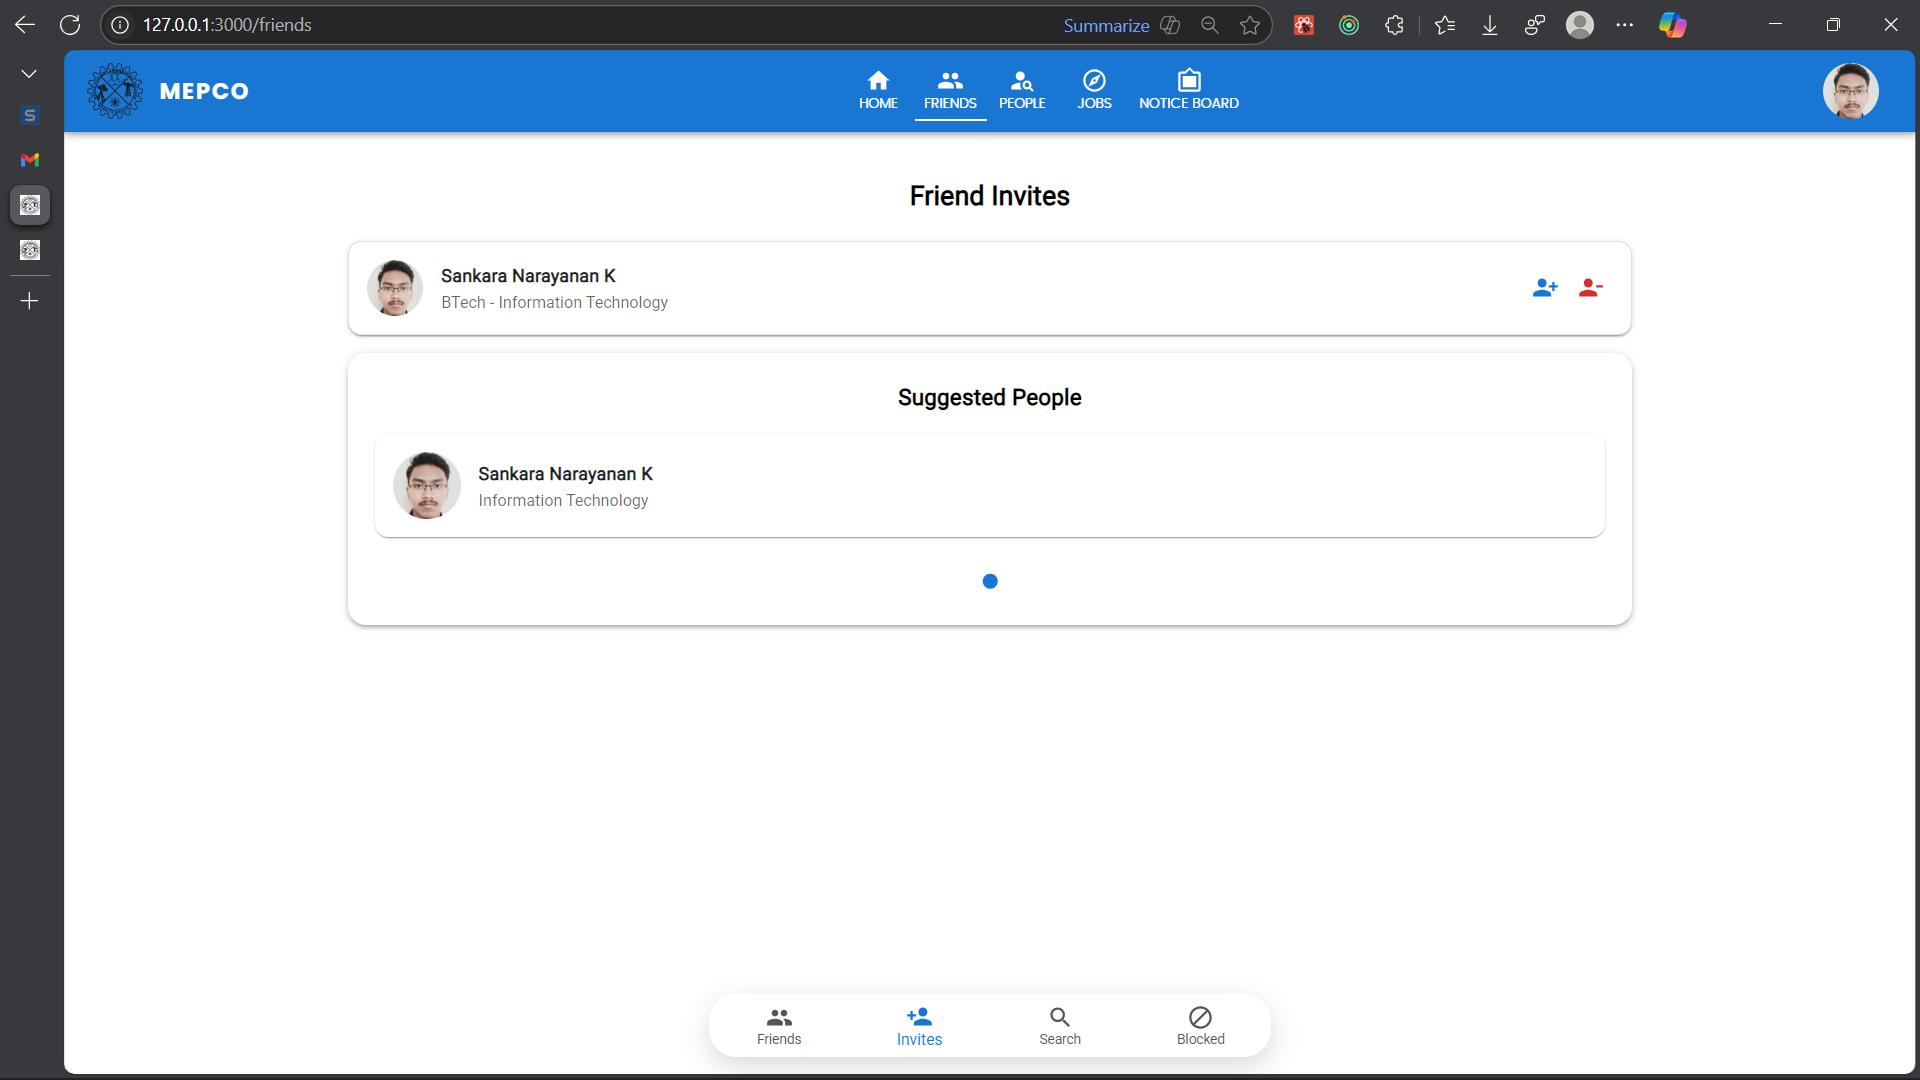 127.0.0.1:3000/friends
Summarize
S
MEPCO
HOME
FRIENDS
PEOPLE
JOBS
NOTICE BOARD
Friend Invites
Sankara Narayanan K
BTech - Information Technology
Suggested People
Sankara Narayanan K
Information Technology
Friends
Invites
Search
Blocked